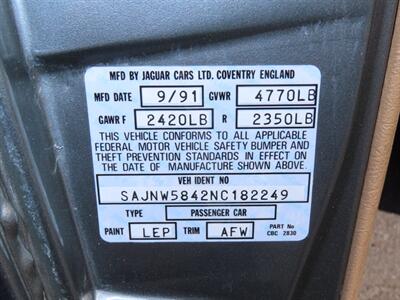 MFD BY JAGUAR CARS LTD. COVENTRY ENGLAND
MFD DATE 9/91 GVWR 4770LB
GAWR F 2420LB R 2350LB
THIS VEHICLE CONFORMS TO ALL APPLICABLE
FEDERAL MOTOR VEHICLE SAFETY BUMPER AND
THEFT PREVENTION STANDARDS IN EFFECT ON
THE DATE OF MANUFACTURE SHOWN ABOVE.
VEH IDENT NO
SAJNW5842NC182249
TYPE PASSENGER CAR
PAINT LEP TRIM AFW PART No
CBC 2830